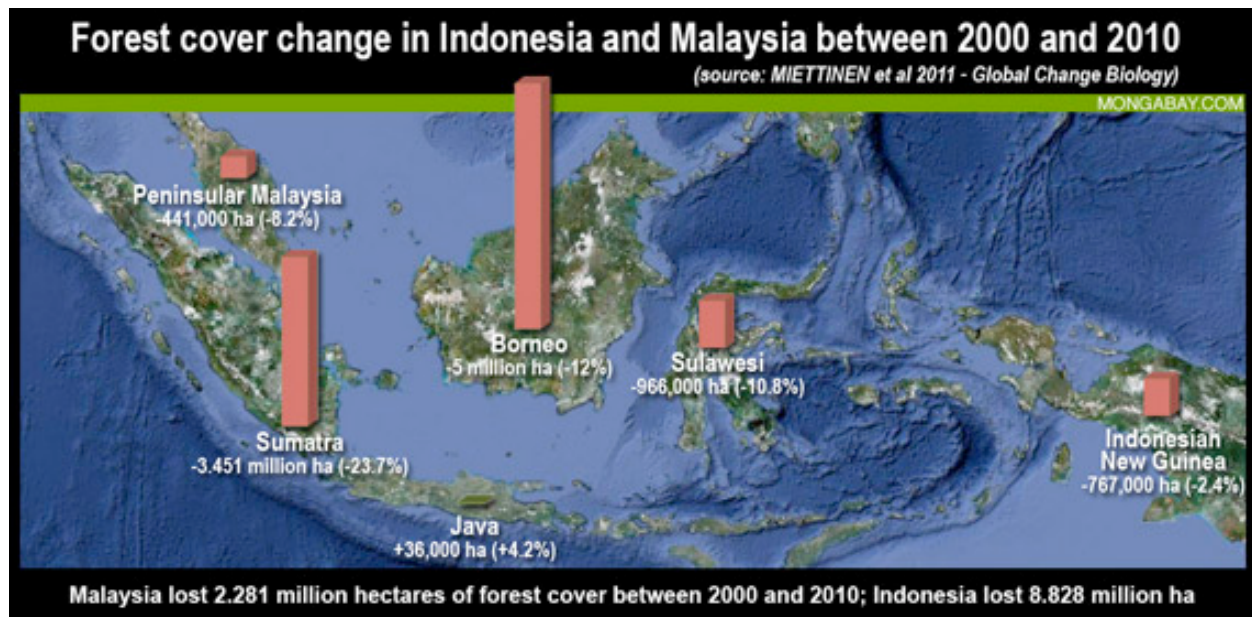 Forest cover change in Indonesia and Malaysia between 2000 and 2010
(source: MIETTINEN et al 2011 - Global Change Biology)
MONGABAY.COM
Peninsular Malaysia
-441,000 ha (-8.2%)
Borneo
-5 million ha (-12%)
Sulawesi
-966,000 ha (-10.8%)
Sumatra
-3.451 million ha (-23.7%)
Indonesian
New Guinea
-767,000 ha (-2.4%)
Java
+36,000 ha (+4.2%)
Malaysia lost 2.281 million hectares of forest cover between 2000 and 2010; Indonesia lost 8.828 million ha